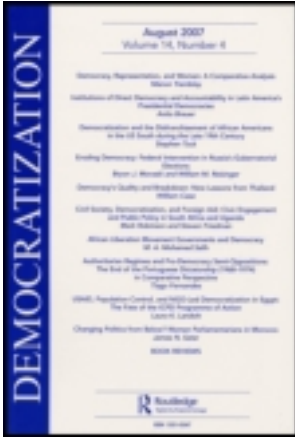 DEMOCRATIZATION
August 2007
Volume 14, Number 4
Democracy, Representation, and Women: A Comparative Analysis
Manon Tremblay
Institutions of Direct Democracy and Accountability in Latin America's
Presidential Democracies
Anita Breuer
Democratization and the Disfranchisement of African Americans
in the US South during the late 19th Century
Stephen Tuck
Eroding Democracy: Federal Intervention in Russia's Gubernatorial
Elections
Bryon J. Moraski and William M. Reisinger
Democracy's Quality and Breakdown: New Lessons from Thailand
William Case
Civil Society, Democratization, and Foreign Aid: Civic Engagement
and Public Policy in South Africa and Uganda
Mark Robinson and Steven Friedman
African Liberation Movement Governments and Democracy
M. A. Mohamed Salih
Authoritarian Regimes and Pro-Democracy Semi-Oppositions:
The End of the Portuguese Dictatorship (1968-1974)
in Comparative Perspective
Tiago Fernandes
USAID, Population Control, and NGO-Led Democratization in Egypt:
The Fate of the ICPD Programme of Action
Laura M. Landolt
Changing Politics from Below? Women Parliamentarians in Morocco
James N. Sater
BOOK REVIEWS
Routledge
Taylor & Francis Group